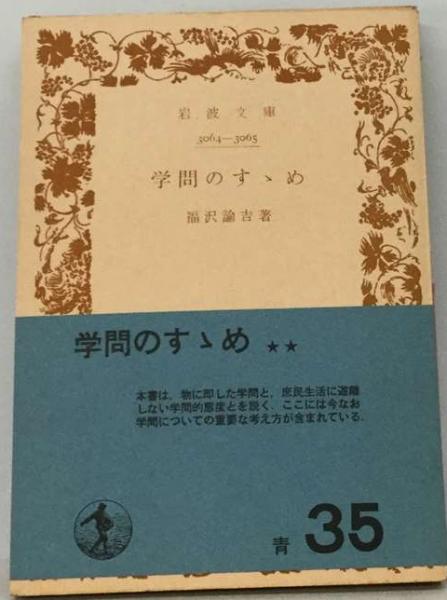 岩波文庫
3064—3065
学問のすゝめ
福沢諭吉著
学問のすゝめ ★★
本書は、物に即した学問と、庶民生活に遊離
しない学問的態度とを説く。ここには今なお
学問についての重要な考え方が含まれている。
青 35